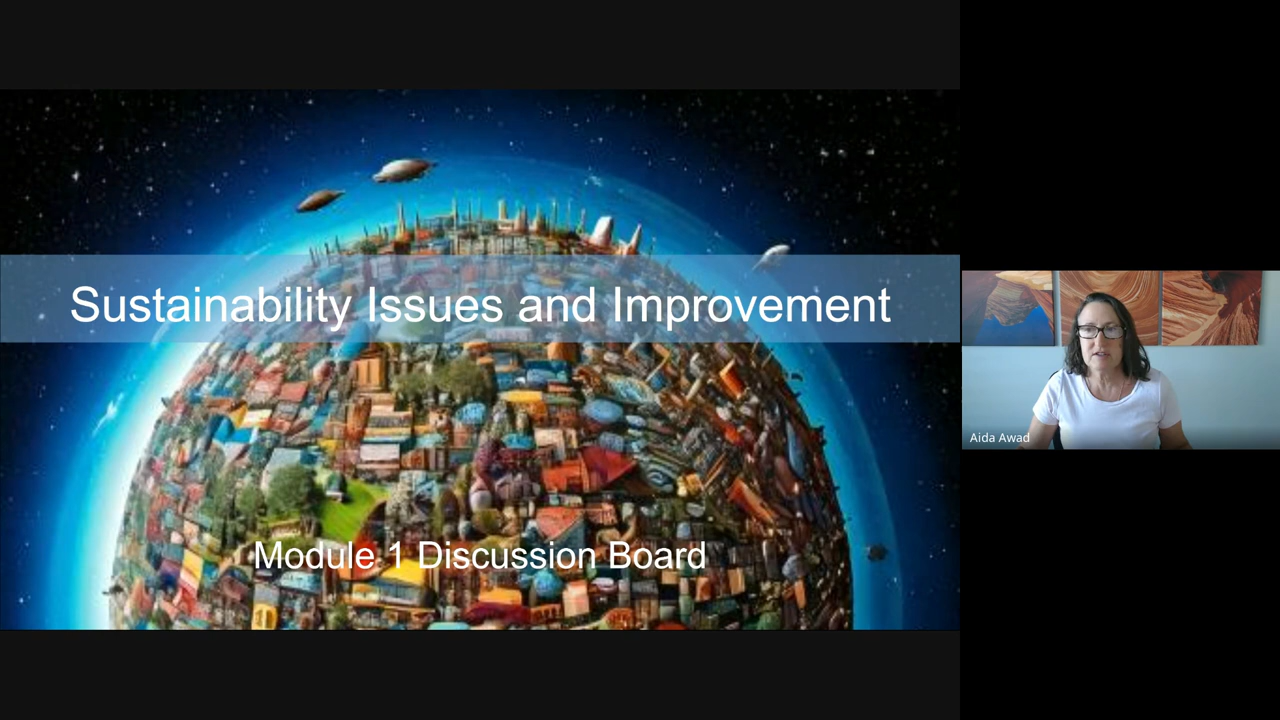 Sustainability Issues and Improvement
Module 1 Discussion Board
Aida Awad